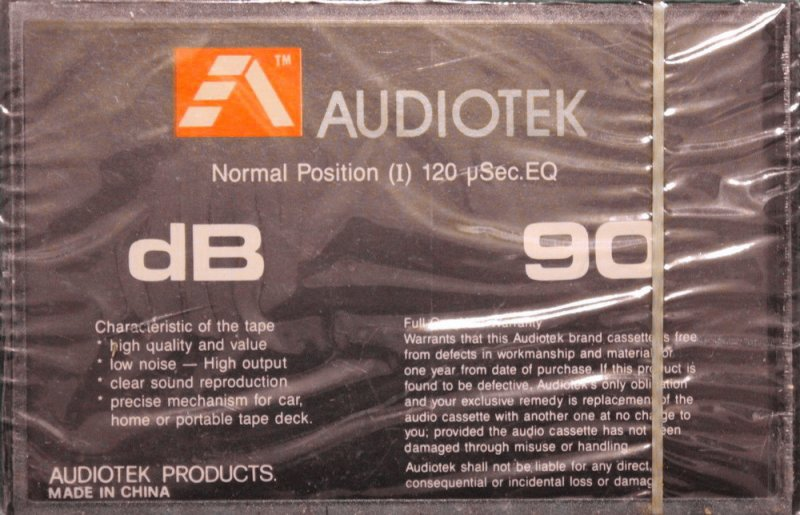 TM
AUDIOTEK
Normal Position (I) 120 µSec.EQ
dB
90
Characteristic of the tape
* high quality and value
* low noise — High output
* clear sound reproduction
* precise mechanism for car,
home or portable tape deck.
AUDIOTEK PRODUCTS.
MADE IN CHINA
Full Warranty
Warrants that this Audiotek brand cassette is free
from defects in workmanship and material or
one year from date of purchase. If this product is
found to be defective, Audiotek's only obligation
and your exclusive remedy is replacement of the
audio cassette with another one at no charge to
you; provided the audio cassette has not been
damaged through misuse or handling
Audiotek shall not be liable for any direct,
consequential or incidental loss or damag